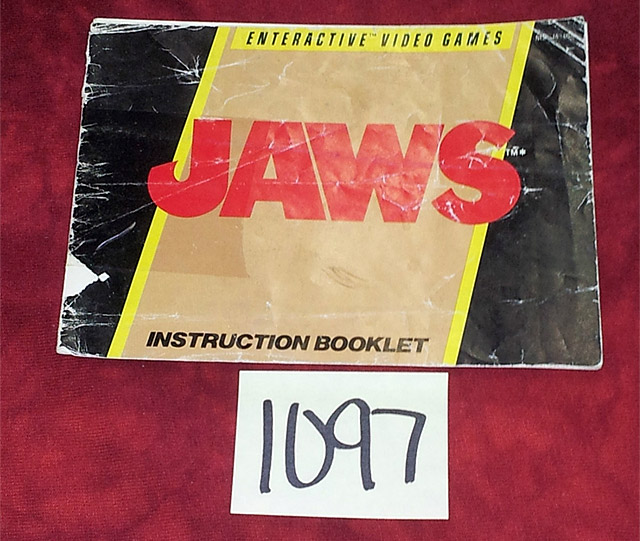 ENTERACTIVE™ VIDEO GAMES
JAWS™*
INSTRUCTION BOOKLET
1097